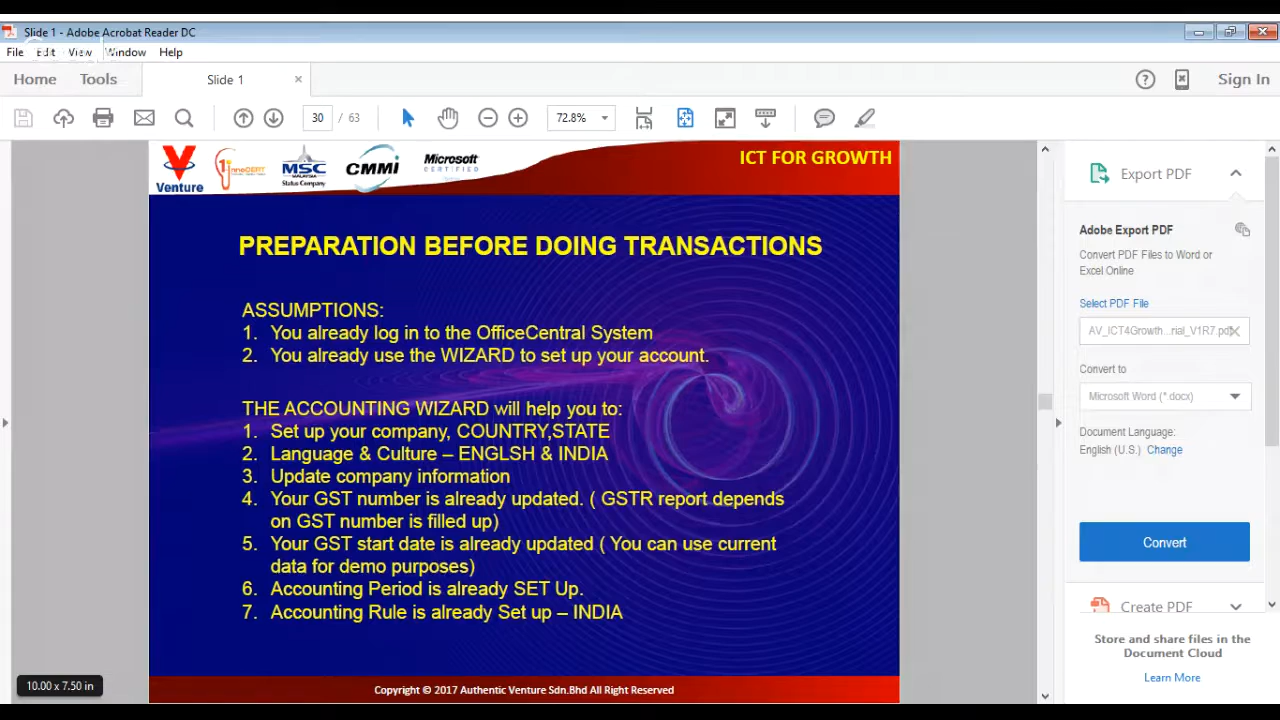 Slide 1 - Adobe Acrobat Reader DC
File Edit View Window Help
Home Tools Slide 1 Sign In
30 / 63 72.8%
Venture
1 innoCERT
MSC
MALAYSIA
Status Company
CMMi
Microsoft
CERTIFIED
ICT FOR GROWTH
PREPARATION BEFORE DOING TRANSACTIONS
ASSUMPTIONS:
1. You already log in to the OfficeCentral System
2. You already use the WIZARD to set up your account.
THE ACCOUNTING WIZARD will help you to:
1. Set up your company, COUNTRY,STATE
2. Language & Culture – ENGLSH & INDIA
3. Update company information
4. Your GST number is already updated. ( GSTR report depends
on GST number is filled up)
5. Your GST start date is already updated ( You can use current
data for demo purposes)
6. Accounting Period is already SET Up.
7. Accounting Rule is already Set up – INDIA
Copyright © 2017 Authentic Venture Sdn.Bhd All Right Reserved
10.00 x 7.50 in
Export PDF
Adobe Export PDF
Convert PDF Files to Word or
Excel Online
Select PDF File
AV_ICT4Growth ...rial_V1R7.pdf
Convert to
Microsoft Word (*.docx)
Document Language:
English (U.S.) Change
Convert
Create PDF
Store and share files in the
Document Cloud
Learn More